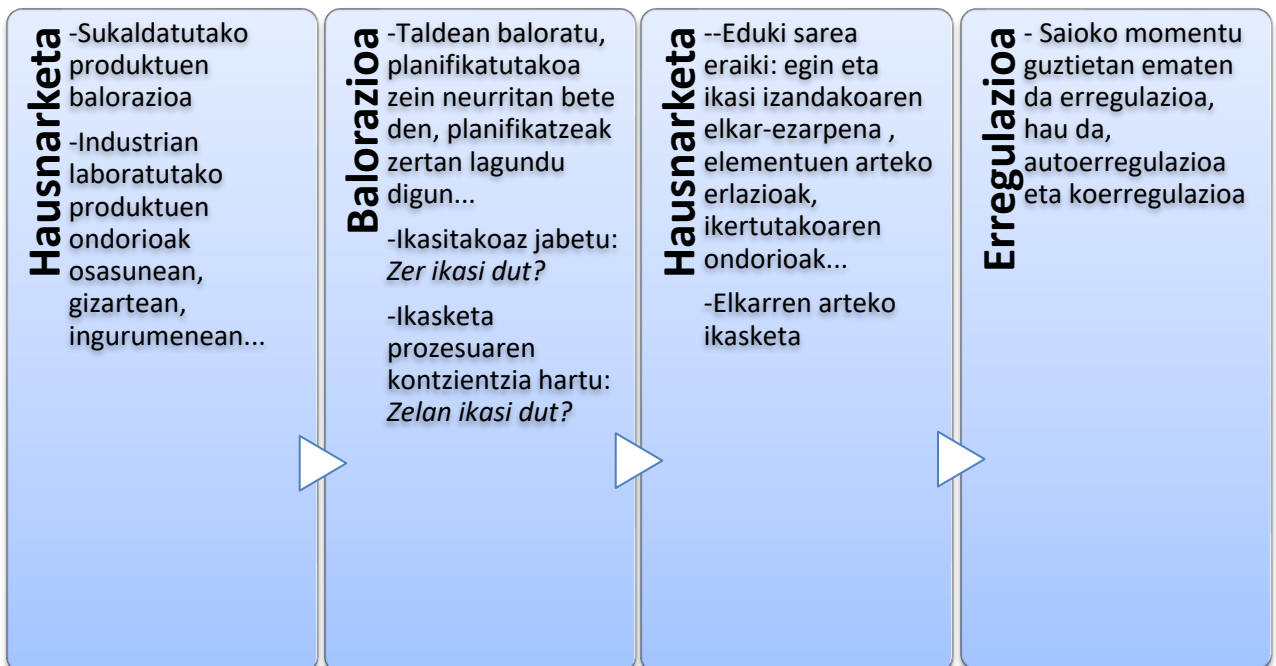 Hausnarketa
-Sukaldatutako
produktuen
balorazioa
-Industrian
laboratutako
produktuen
ondorioak
osasunean,
gizartean,
ingurumenean...
Balorazioa
-Taldean baloratu,
planifikatutakoa
zein neurritan bete
den, planifikatzeak
zertan lagundu
digun...
-Ikasitakoaz jabetu:
Zer ikasi dut?
-Ikasketa
prozesuaren
kontzientzia hartu:
Zelan ikasi dut?
Hausnarketa
--Eduki sarea
eraiki: egin eta
ikasi izandakoaren
elkar-ezarpena ,
elementuen arteko
erlazioak,
ikertutakoaren
ondorioak...
-Elkarren arteko
ikasketa
Erregulazioa
- Saioko momentu
guztietan ematen
da erregulazioa,
hau da,
autoerregulazioa
eta koerregulazioa